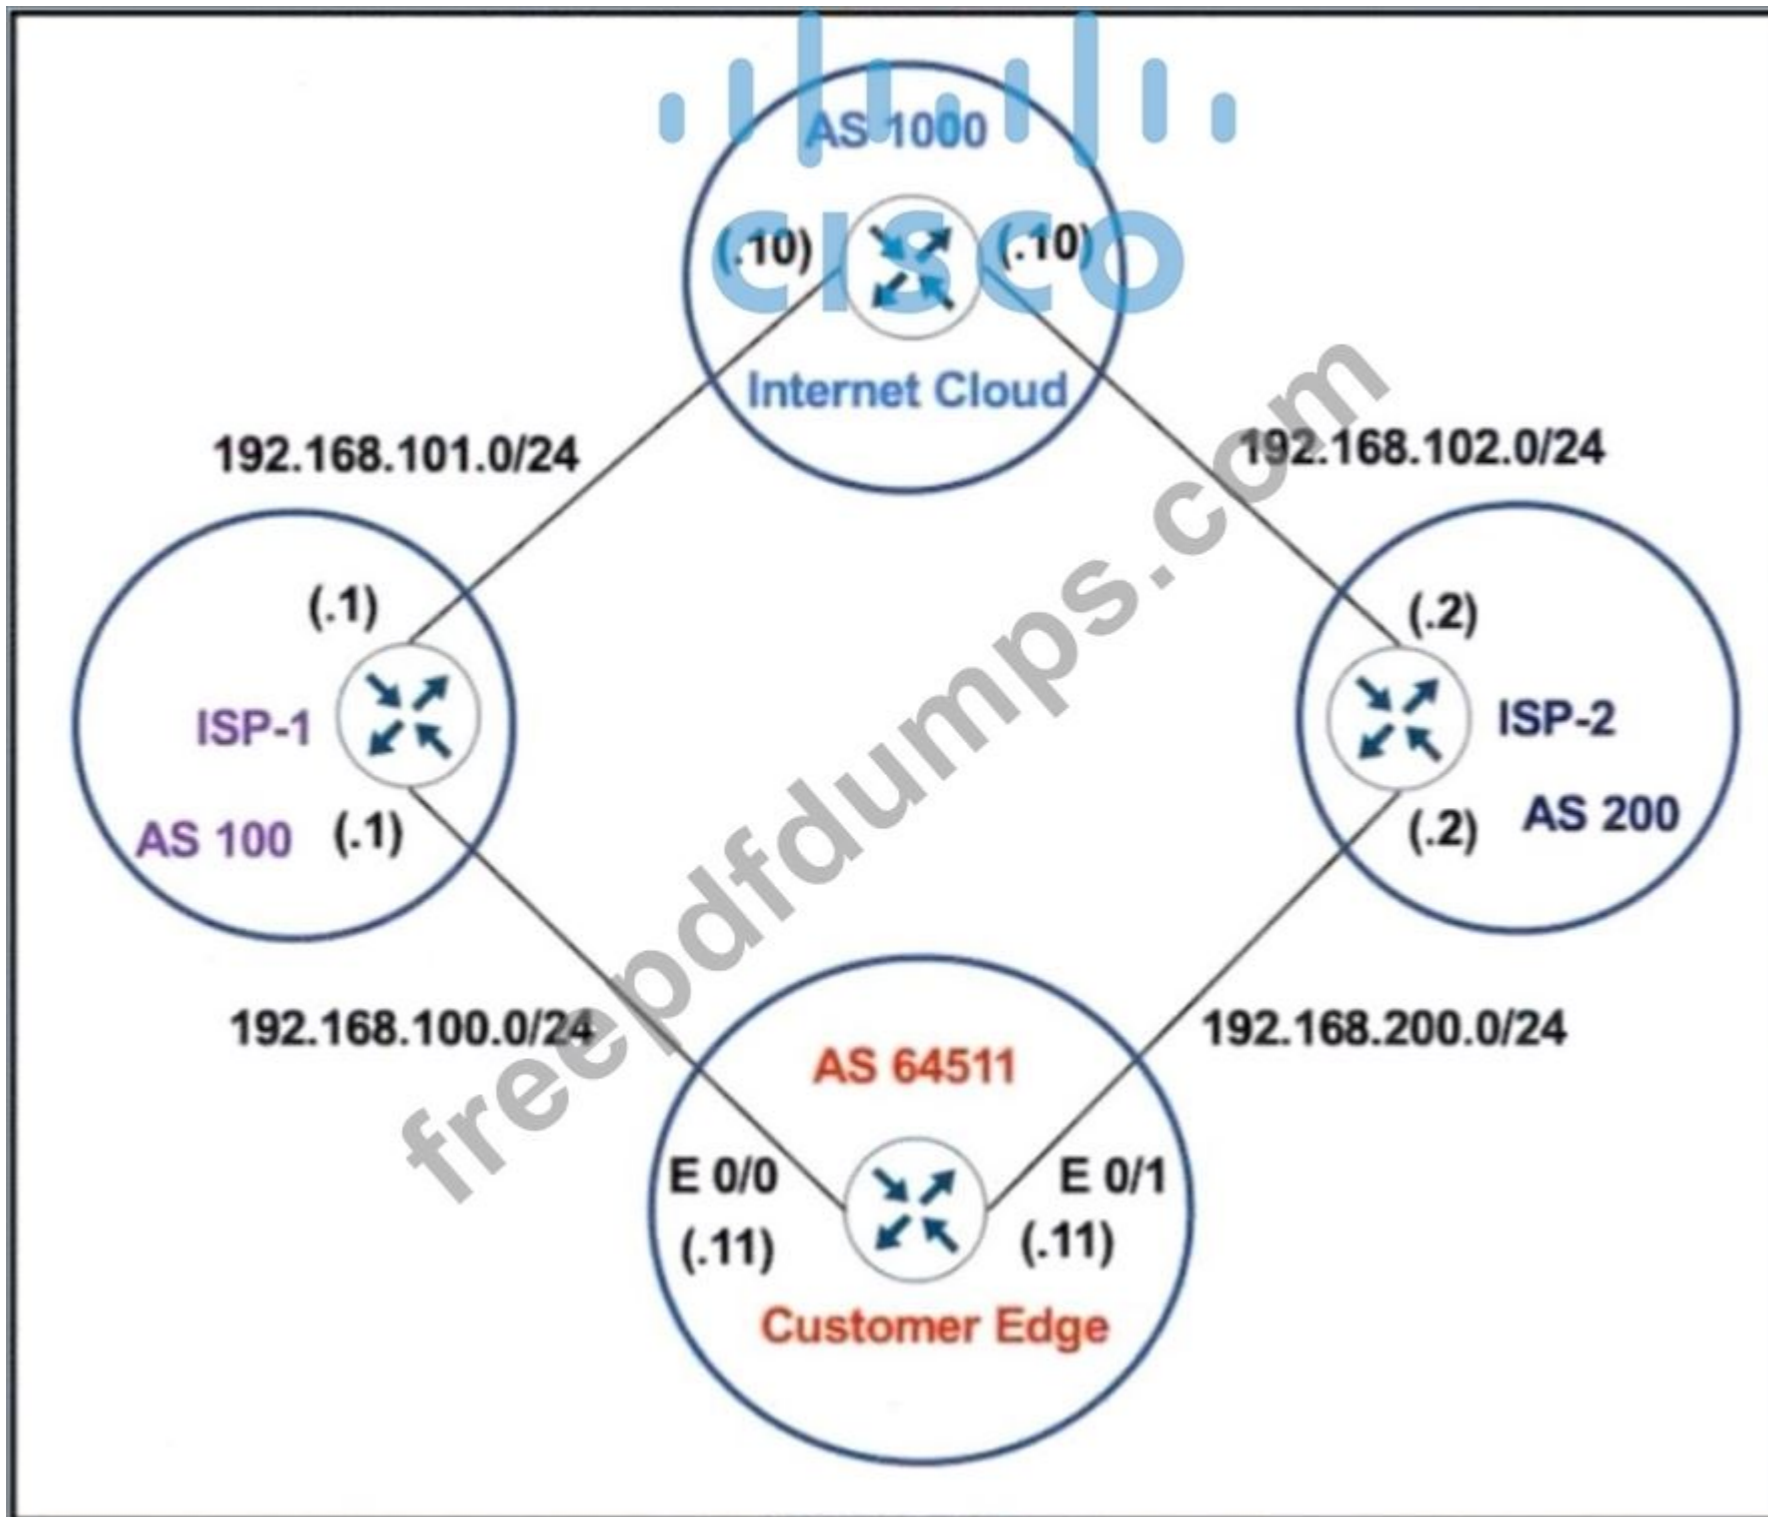 AS 1000
CISCO
(.10)
(.10)
Internet Cloud
192.168.101.0/24
192.168.102.0/24
(.1)
(.2)
ISP-1
ISP-2
AS 100
(.1)
(.2)
AS 200
192.168.100.0/24
192.168.200.0/24
AS 64511
E 0/0
E 0/1
(.11)
(.11)
Customer Edge
freepdfdumps.com